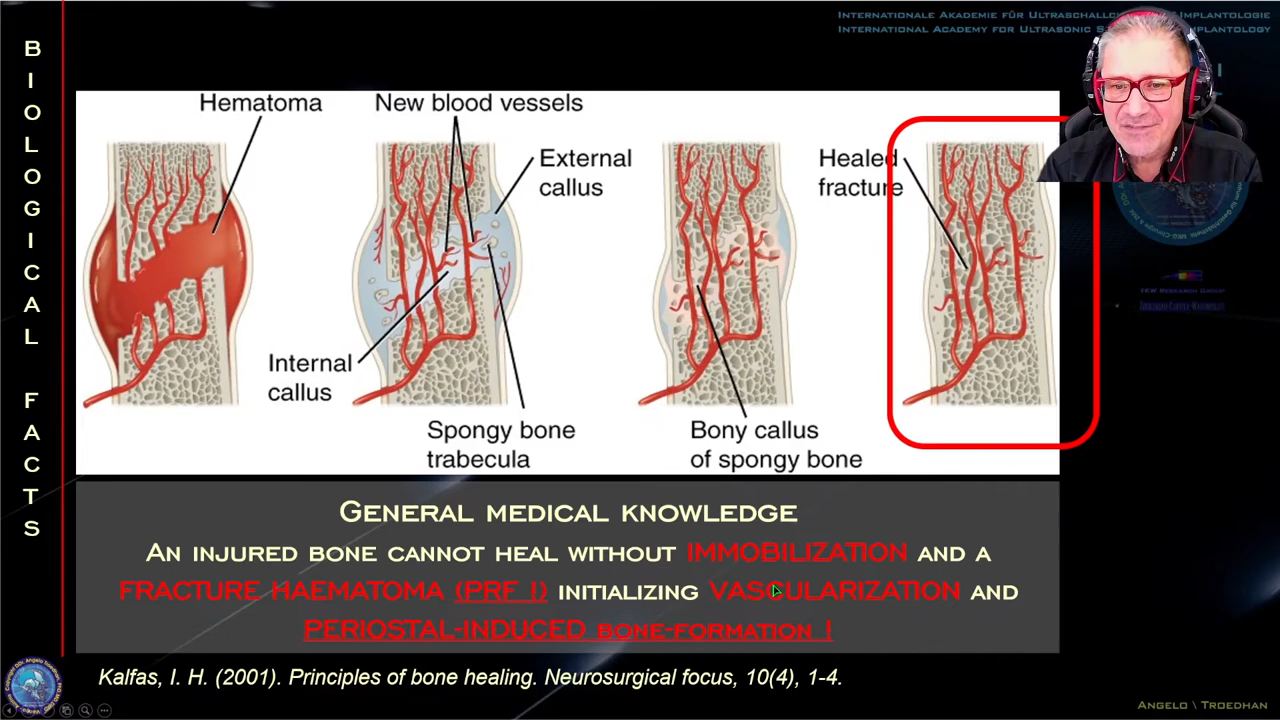 INTERNATIONALE AKADEMIE FÜR ULTRASCHALLCH IMPLANTOLOGIE
INTERNATIONAL ACADEMY FOR ULTRASONIC S IMPLANTOLOGY
BIOLOGICAL FACTS
Hematoma
New blood vessels
External
callus
Healed
fracture
Internal
callus
Spongy bone
trabecula
Bony callus
of spongy bone
GENERAL MEDICAL KNOWLEDGE
AN INJURED BONE CANNOT HEAL WITHOUT IMMOBILIZATION AND A
FRACTURE HAEMATOMA (PRF !) INITIALIZING VASCULARIZATION AND
PERIOSTAL-INDUCED BONE-FORMATION !
Kalfas, I. H. (2001). Principles of bone healing. Neurosurgical focus, 10(4), 1-4.
ANGELO \ TROEDHAN